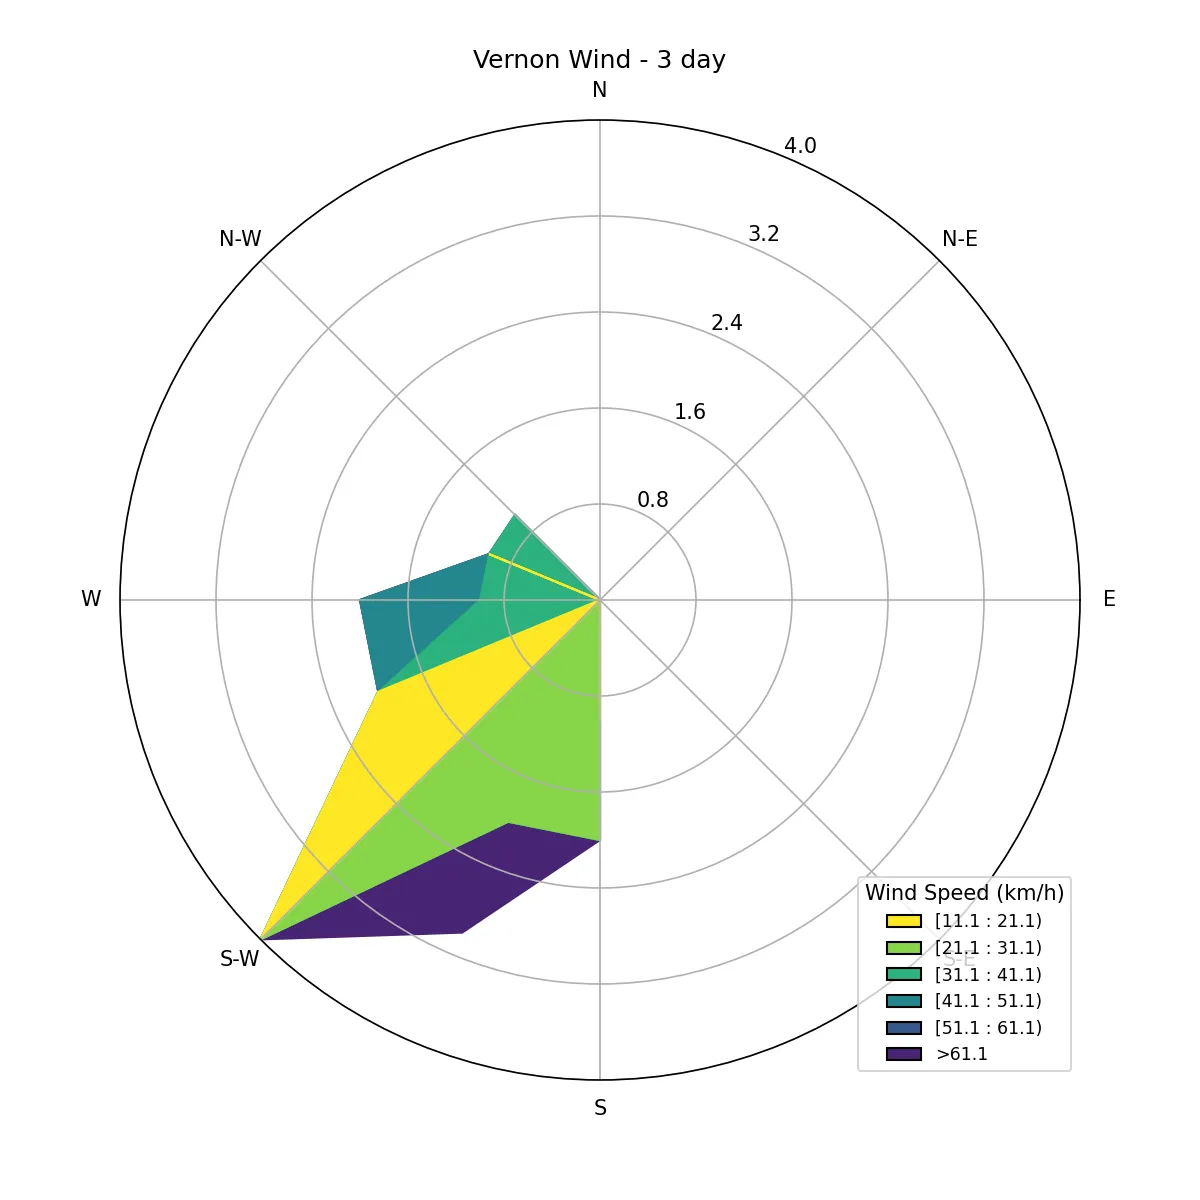 Vernon Wind - 3 day
N
4.0
N-W
3.2
N-E
2.4
1.6
0.8
W
E
Wind Speed (km/h)
[11.1 : 21.1)
[21.1 : 31.1)
S-W
S-E
[31.1 : 41.1)
[41.1 : 51.1)
[51.1 : 61.1)
>61.1
S